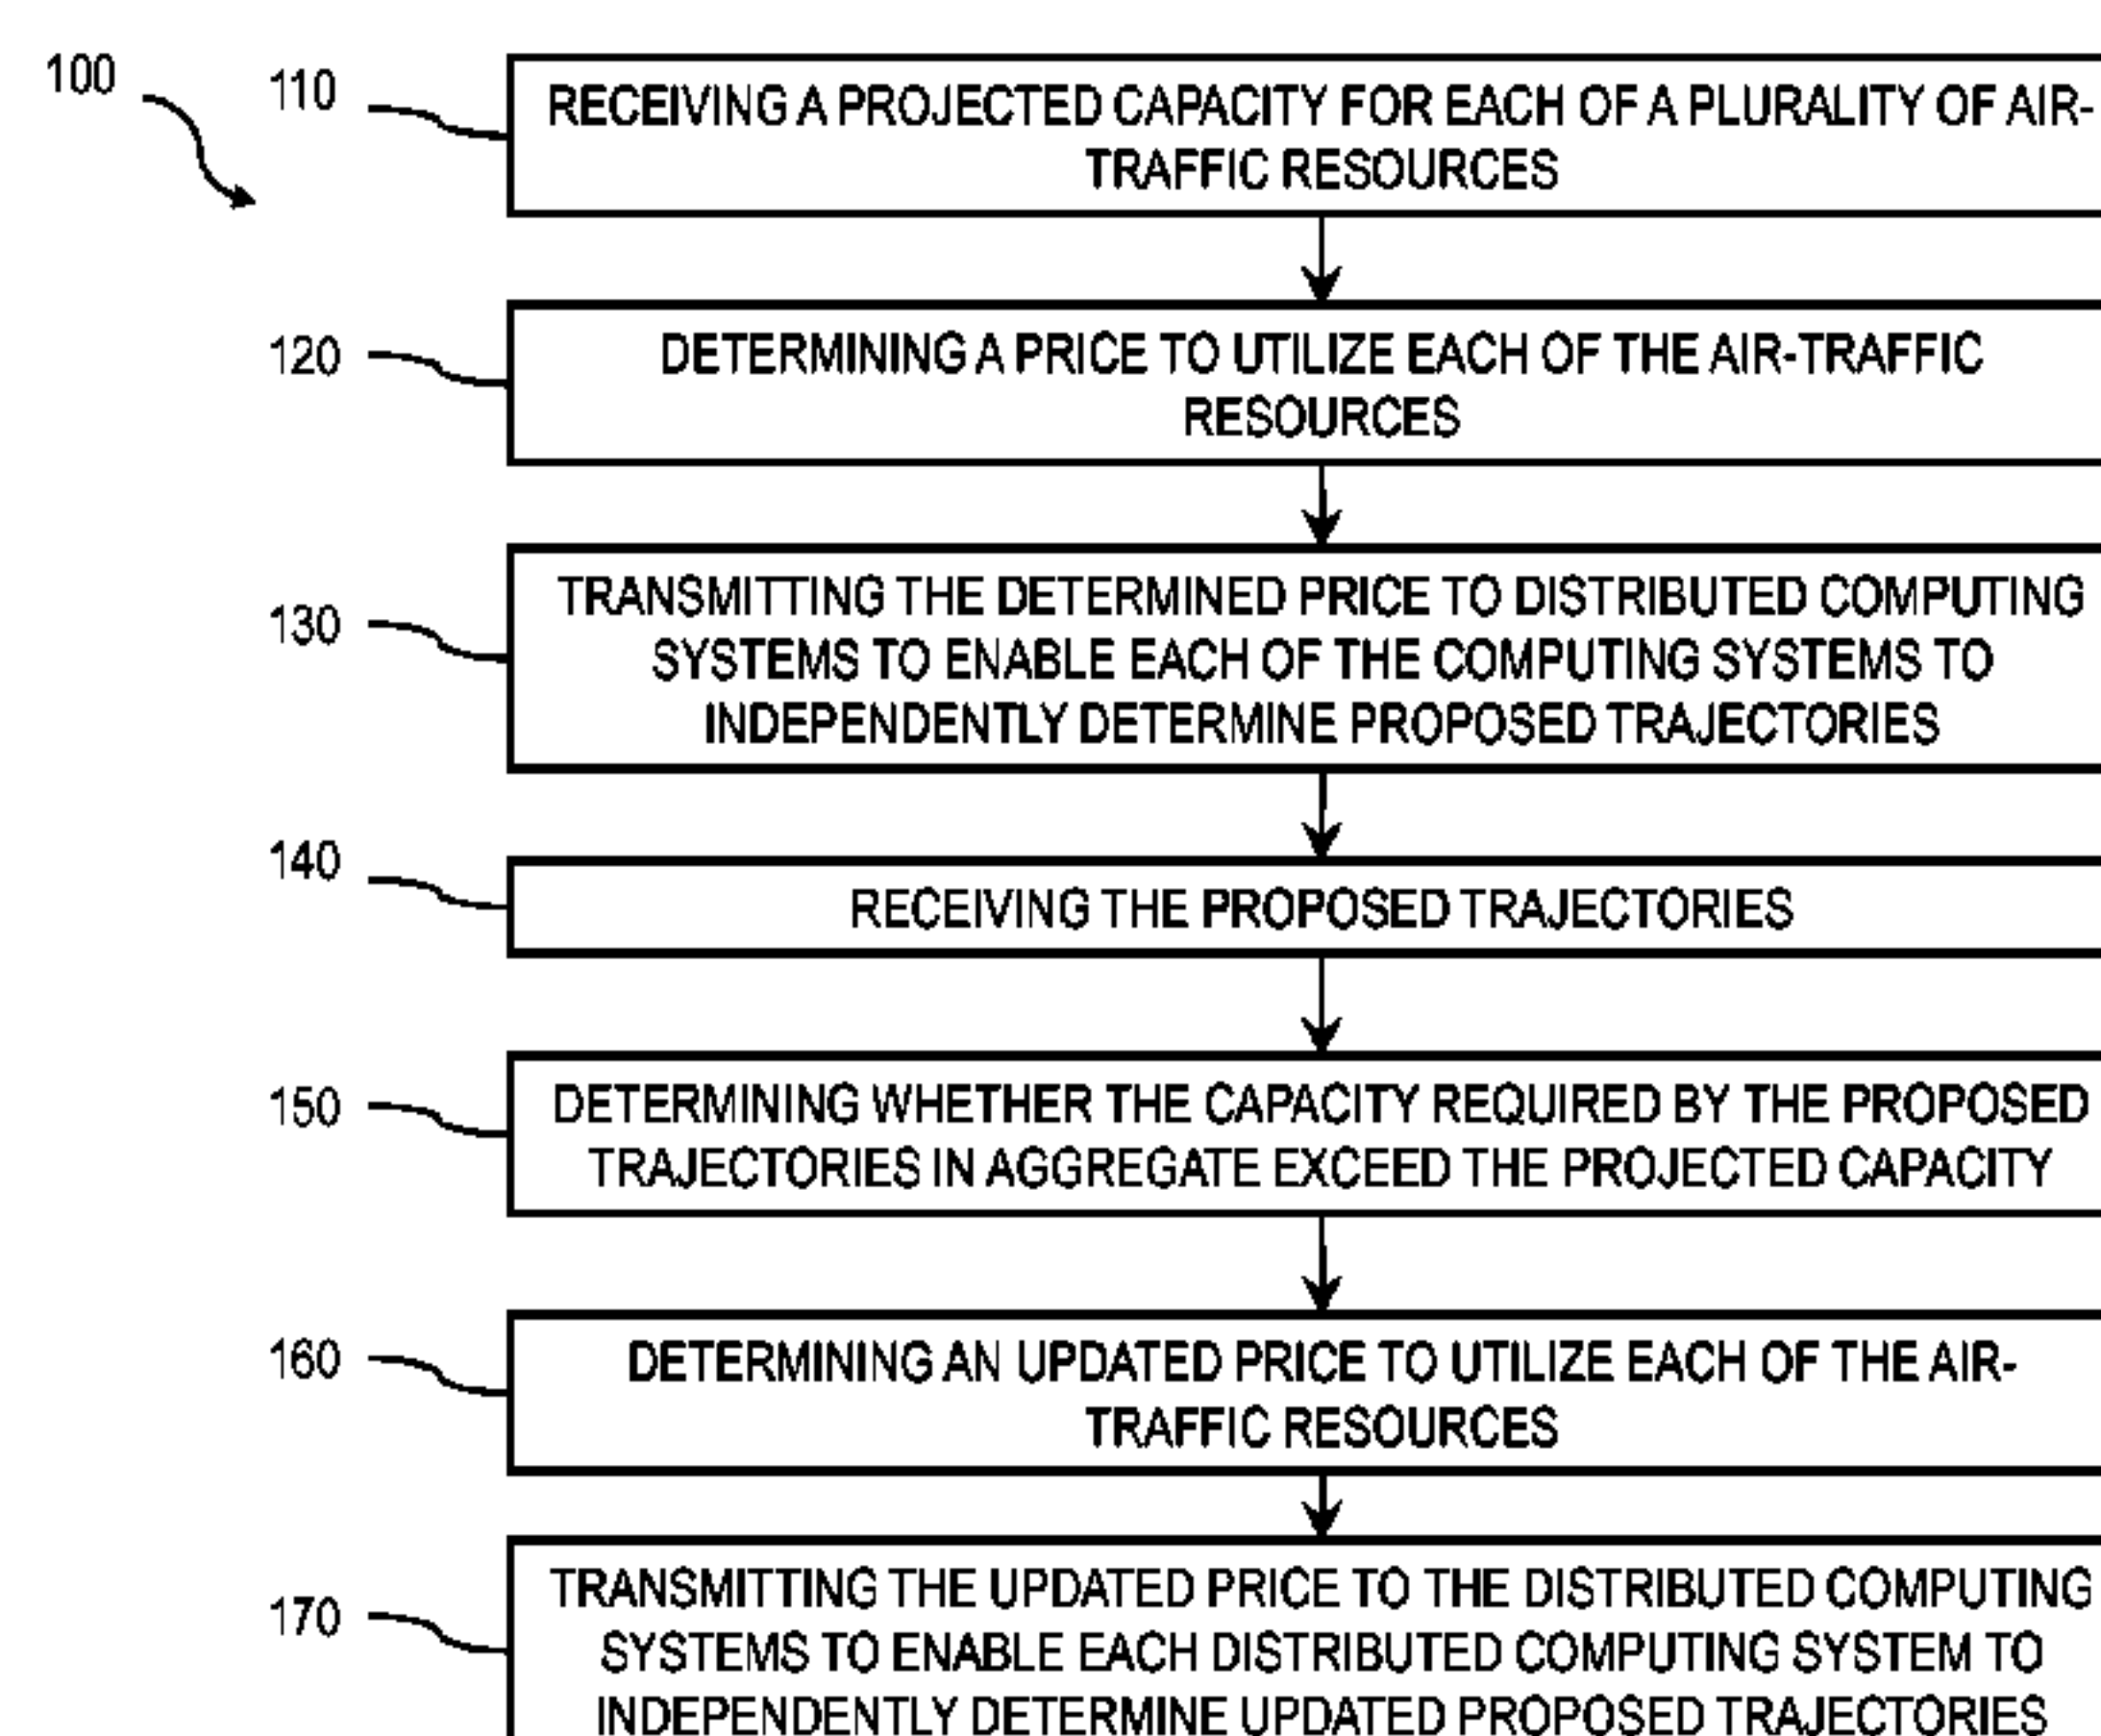 100
110
RECEIVING A PROJECTED CAPACITY FOR EACH OF A PLURALITY OF AIR-
TRAFFIC RESOURCES
120
DETERMINING A PRICE TO UTILIZE EACH OF THE AIR-TRAFFIC
RESOURCES
130
TRANSMITTING THE DETERMINED PRICE TO DISTRIBUTED COMPUTING
SYSTEMS TO ENABLE EACH OF THE COMPUTING SYSTEMS TO
INDEPENDENTLY DETERMINE PROPOSED TRAJECTORIES
140
RECEIVING THE PROPOSED TRAJECTORIES
150
DETERMINING WHETHER THE CAPACITY REQUIRED BY THE PROPOSED
TRAJECTORIES IN AGGREGATE EXCEED THE PROJECTED CAPACITY
160
DETERMINING AN UPDATED PRICE TO UTILIZE EACH OF THE AIR-
TRAFFIC RESOURCES
170
TRANSMITTING THE UPDATED PRICE TO THE DISTRIBUTED COMPUTING
SYSTEMS TO ENABLE EACH DISTRIBUTED COMPUTING SYSTEM TO
INDEPENDENTLY DETERMINE UPDATED PROPOSED TRAJECTORIES